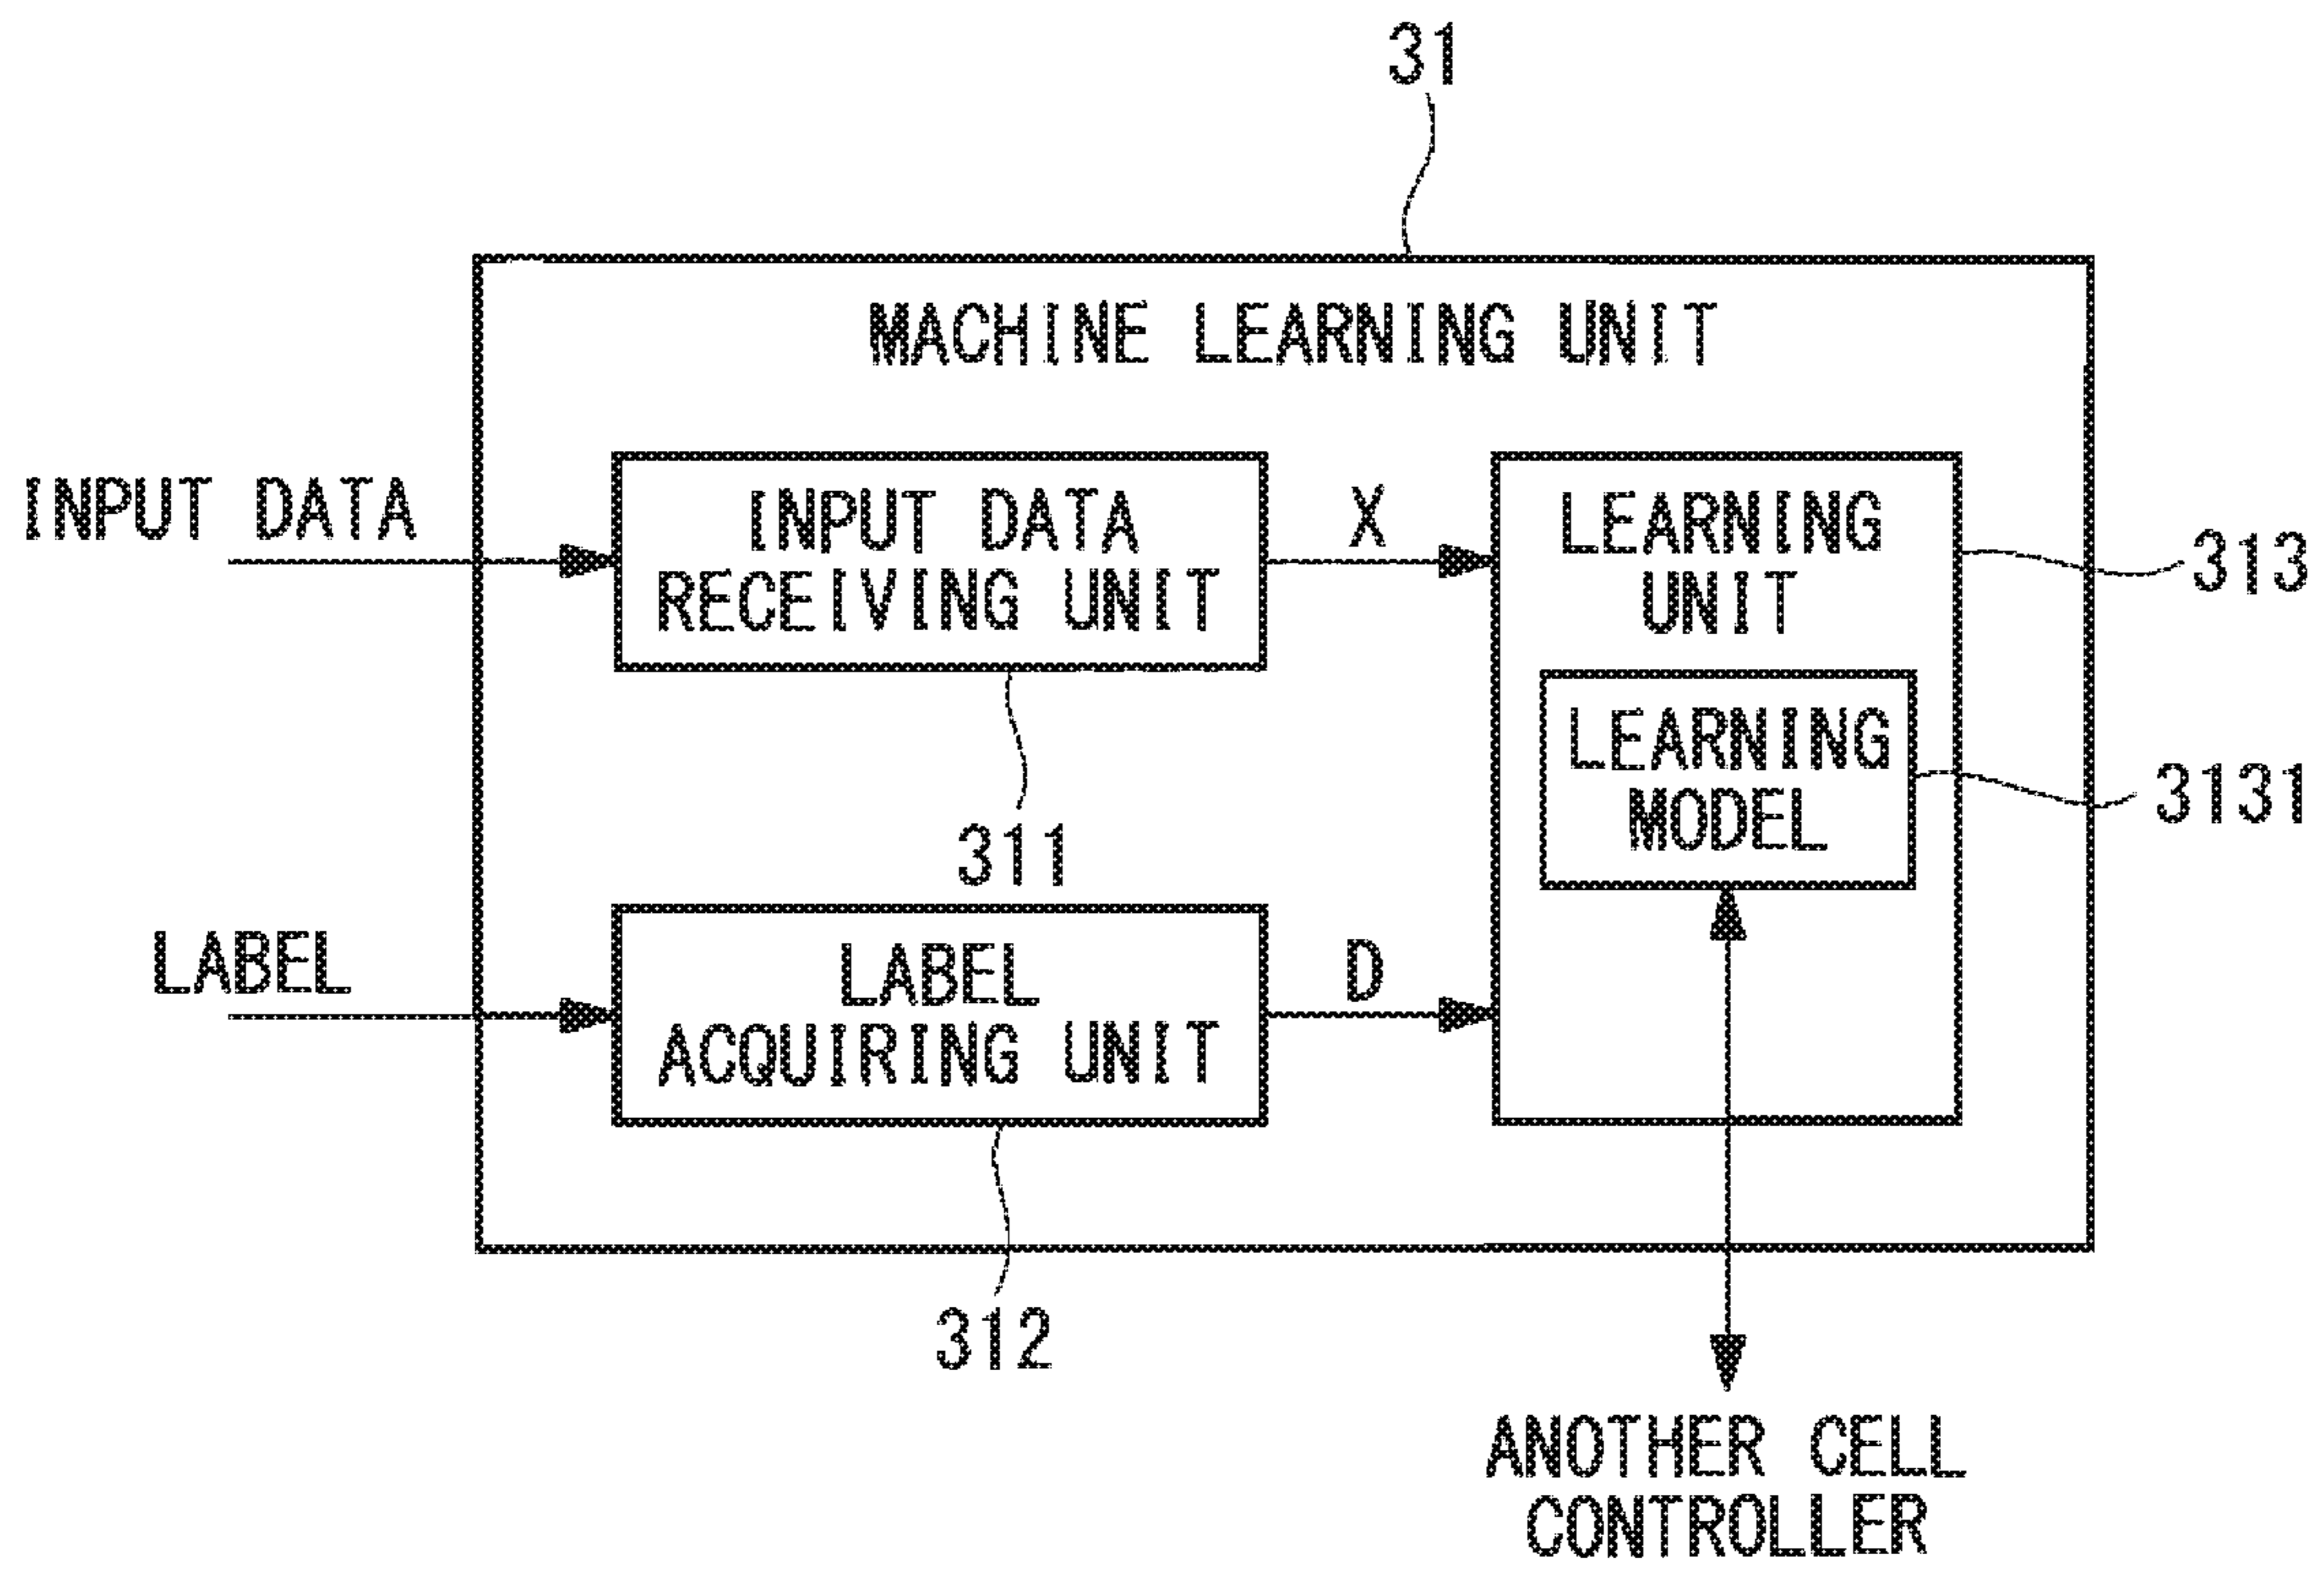 31
MACHINE LEARNING UNIT
INPUT DATA
INPUT DATA
RECEIVING UNIT
X
LEARNING
UNIT
313
LEARNING
MODEL
3131
311
LABEL
LABEL
ACQUIRING UNIT
D
312
ANOTHER CELL
CONTROLLER